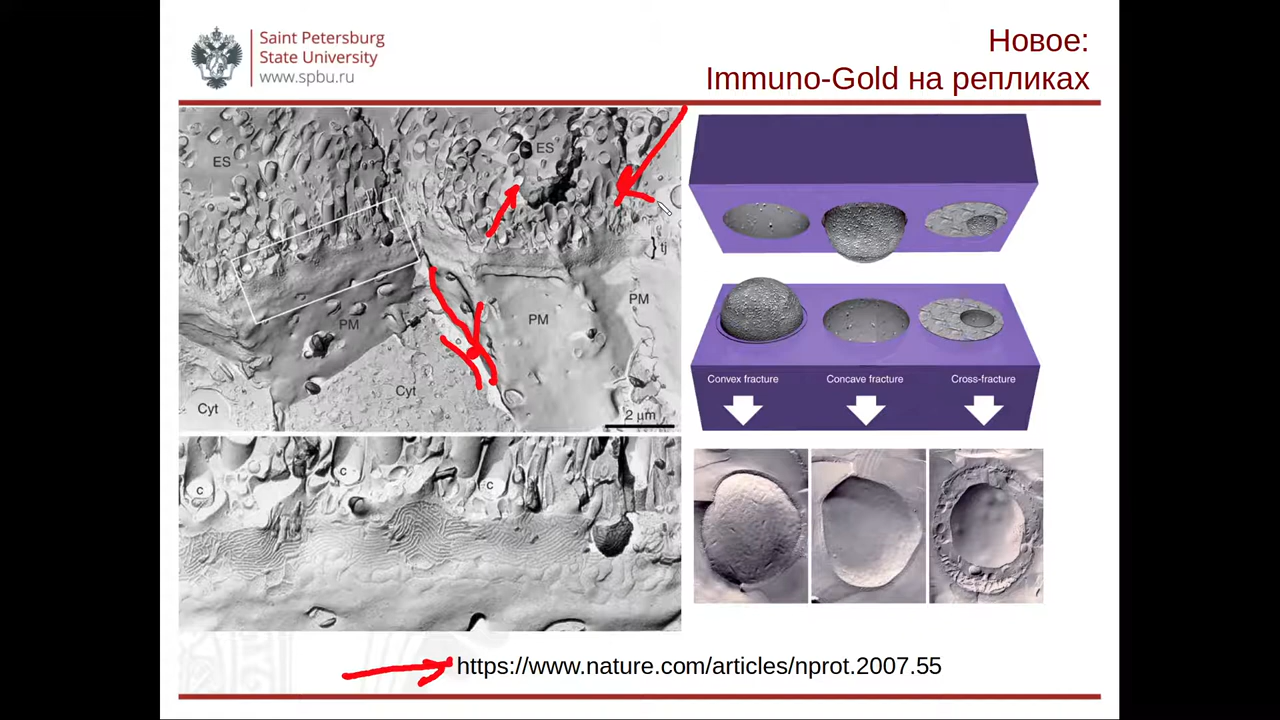 Saint Petersburg
State University
www.spbu.ru
Новое:
Immuno-Gold на репликах
ES
ES
tj
PM
PM
PM
Cyt
Cyt
2 μm
c
c
c
Convex fracture
Concave fracture
Cross-fracture
https://www.nature.com/articles/nprot.2007.55